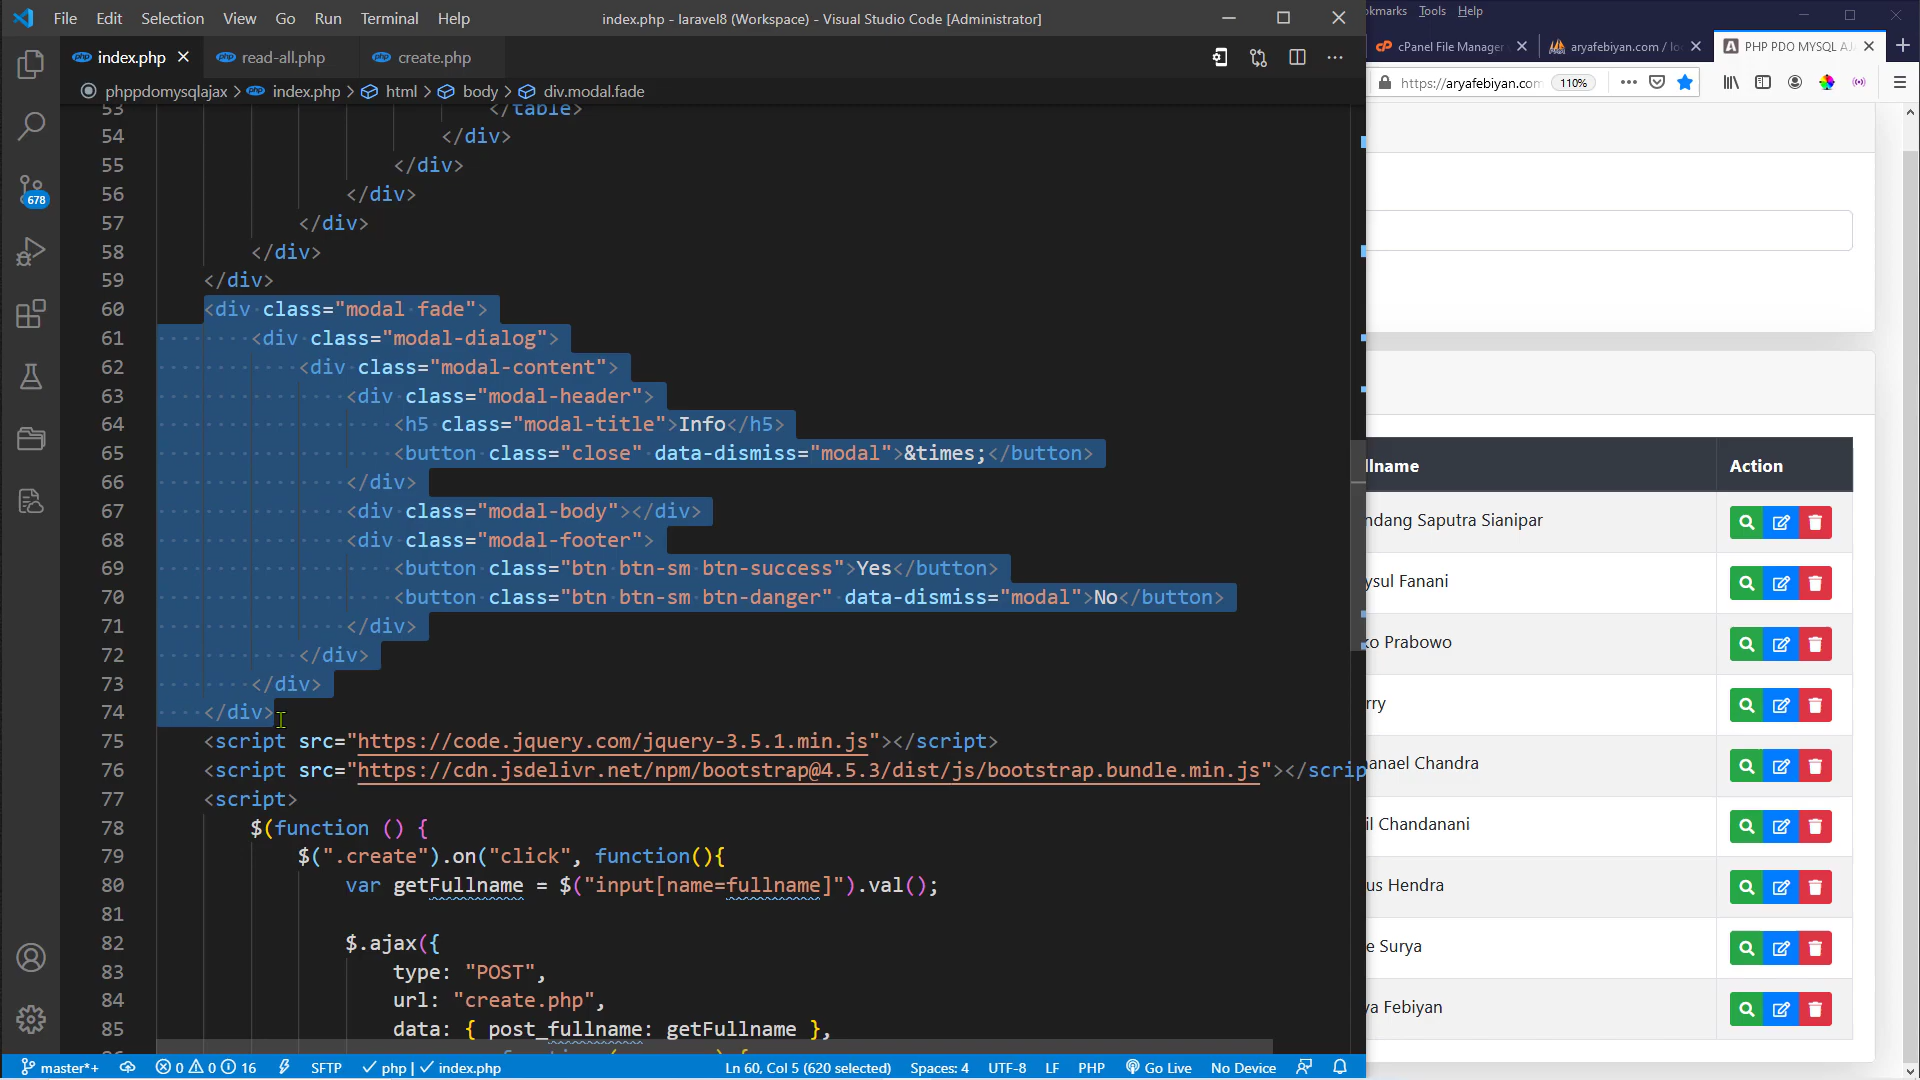 File Edit Selection View Go Run Terminal Help
index.php - laravel8 (Workspace) - Visual Studio Code [Administrator]
index.php
read-all.php
create.php
phppdomysqlajax > index.php > html > body > div.modal.fade
53 </table>
54 </div>
55 </div>
56 </div>
57 </div>
58 </div>
59 </div>
60 <div class="modal fade">
61 <div class="modal-dialog">
62 <div class="modal-content">
63 <div class="modal-header">
64 <h5 class="modal-title">Info</h5>
65 <button class="close" data-dismiss="modal">&times;</button>
66 </div>
67 <div class="modal-body"></div>
68 <div class="modal-footer">
69 <button class="btn btn-sm btn-success">Yes</button>
70 <button class="btn btn-sm btn-danger" data-dismiss="modal">No</button>
71 </div>
72 </div>
73 </div>
74 </div>
75 <script src="https://code.jquery.com/jquery-3.5.1.min.js"></script>
76 <script src="https://cdn.jsdelivr.net/npm/bootstrap@4.5.3/dist/js/bootstrap.bundle.min.js"></scrip
77 <script>
78 $(function () {
79 $(".create").on("click", function(){
80 var getFullname = $("input[name=fullname]").val();
81
82 $.ajax({
83 type: "POST",
84 url: "create.php",
85 data: { post_fullname: getFullname },
678
master*+ 0 0 16 SFTP php | index.php
Ln 60, Col 5 (620 selected) Spaces: 4 UTF-8 LF PHP Go Live No Device
kmarks Tools Help
cPanel File Manager
aryafebiyan.com / lo
PHP PDO MYSQL AJA
https://aryafebiyan.com 110%
llname Action
ndang Saputra Sianipar
ysul Fanani
ko Prabowo
rry
anael Chandra
il Chandanani
us Hendra
e Surya
ya Febiyan